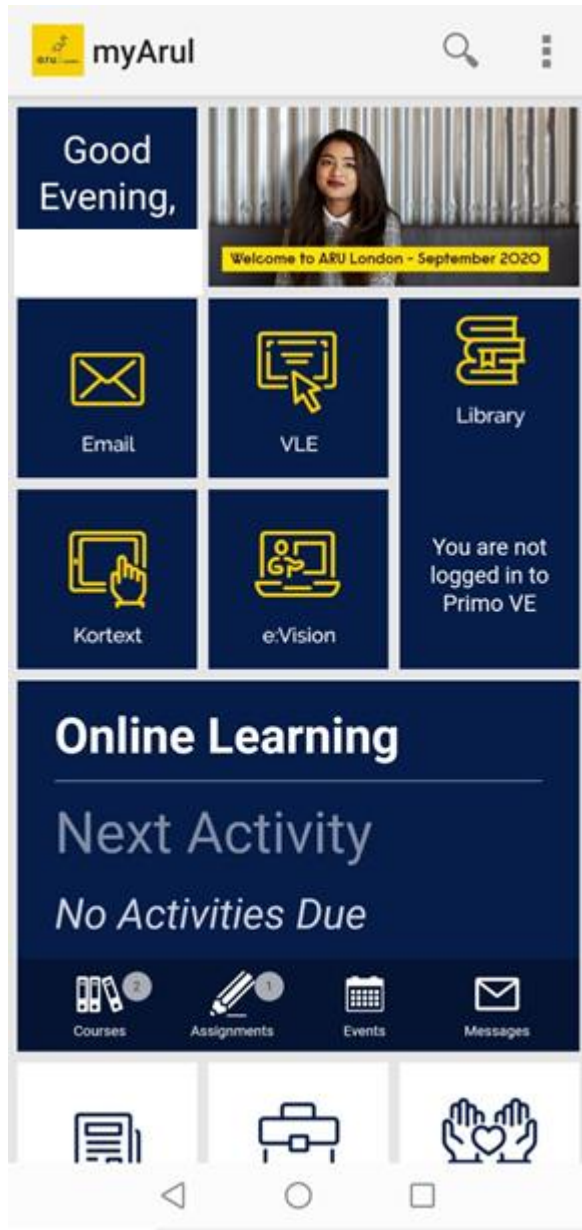 aru
myArul
Good
Evening,
Welcome to ARU London - September 2020
Email
VLE
Library
Kortext
e:Vision
You are not
logged in to
Primo VE
Online Learning
Next Activity
No Activities Due
2
1
Courses
Assignments
Events
Messages